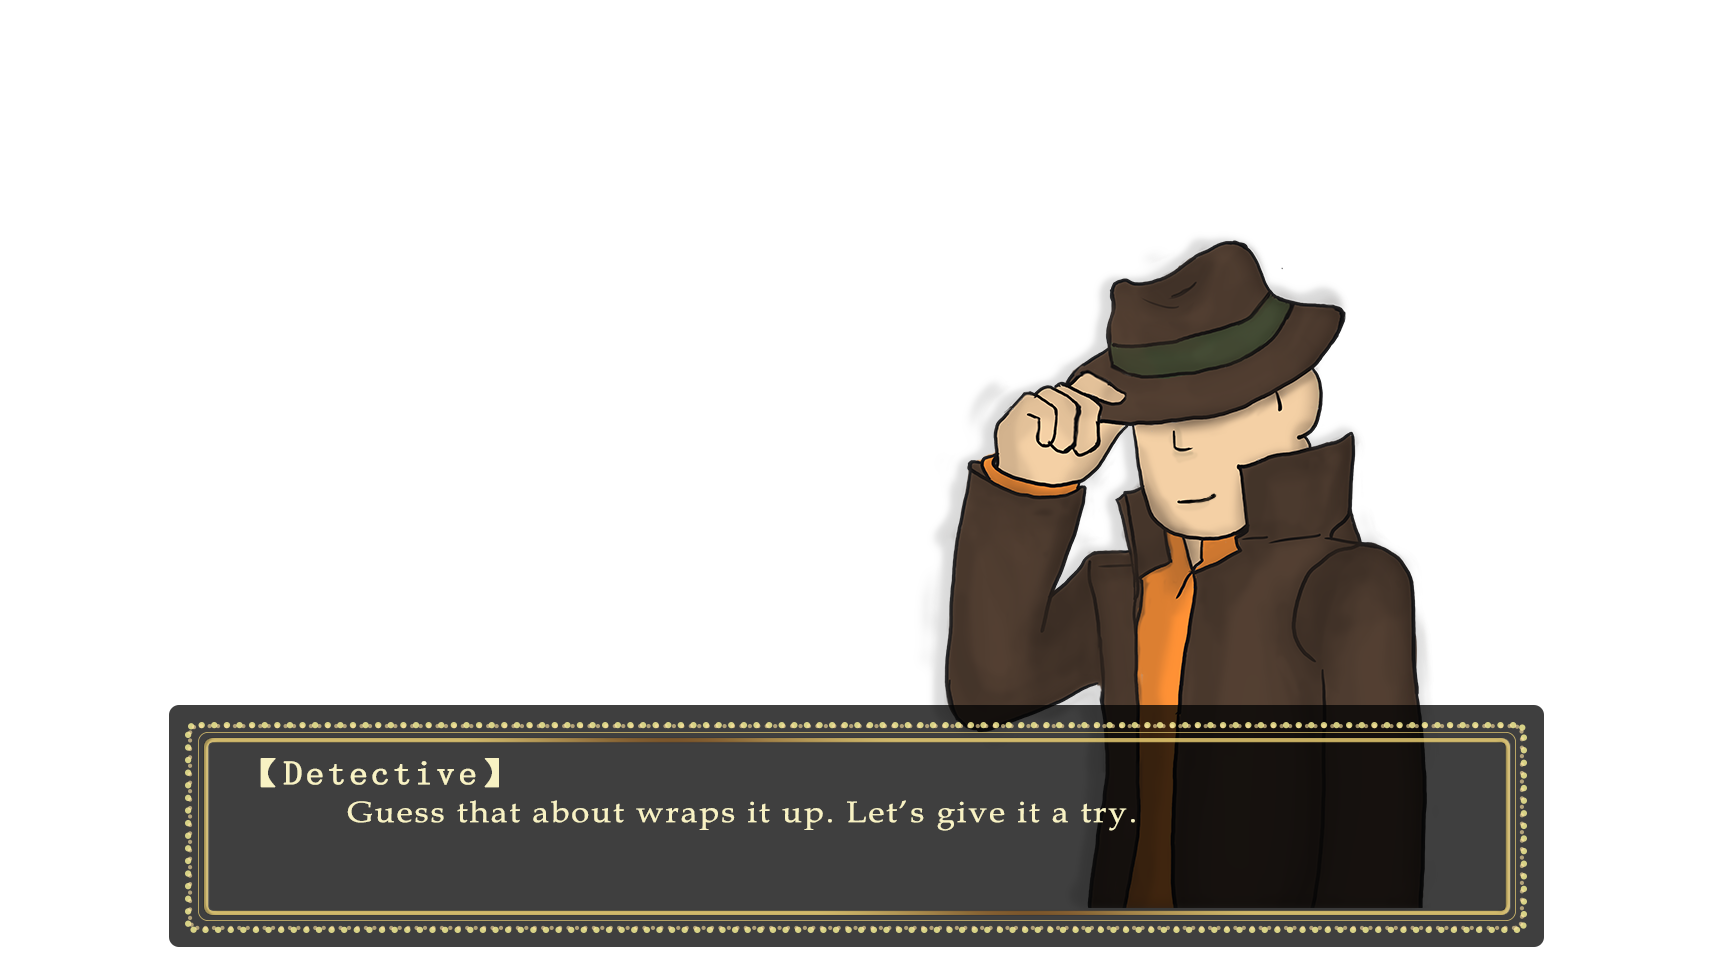 【Detective】
Guess that about wraps it up. Let’s give it a try.